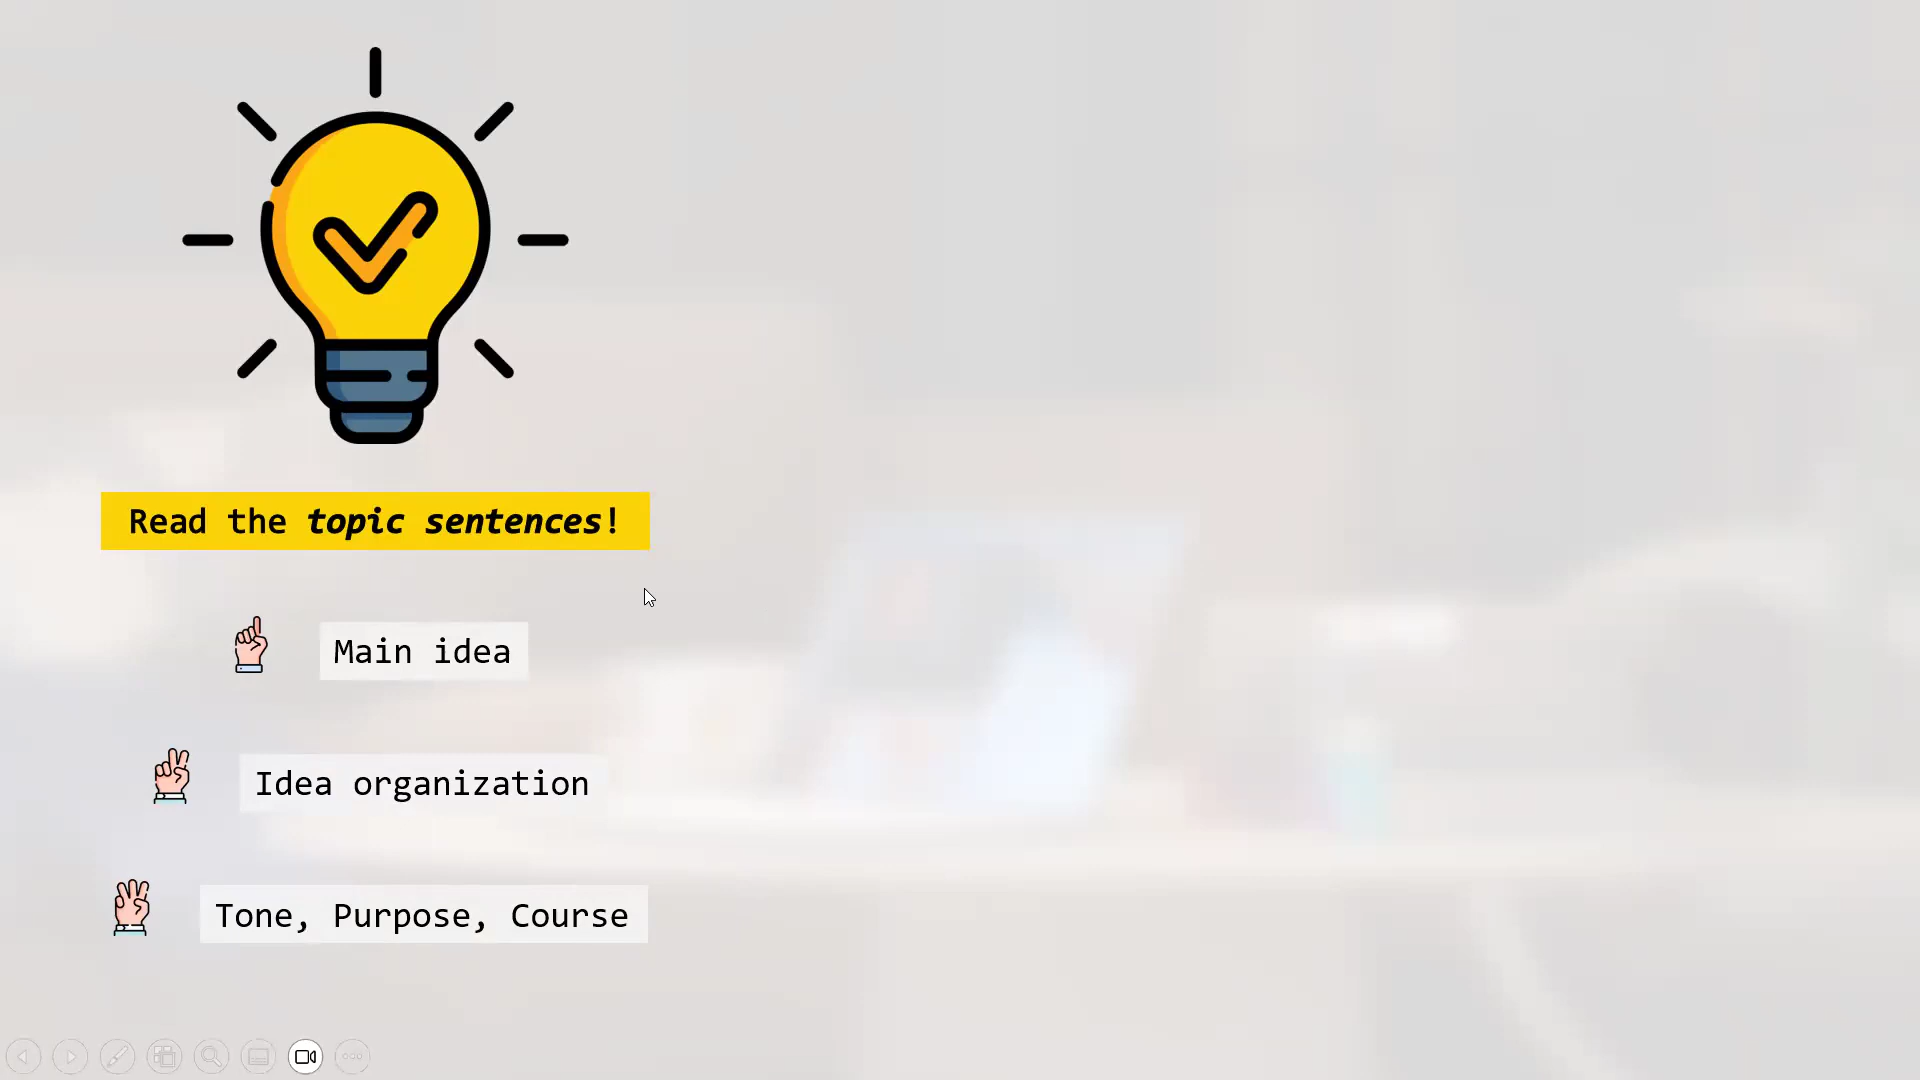 Read the topic sentences!
Main idea
Idea organization
Tone, Purpose, Course